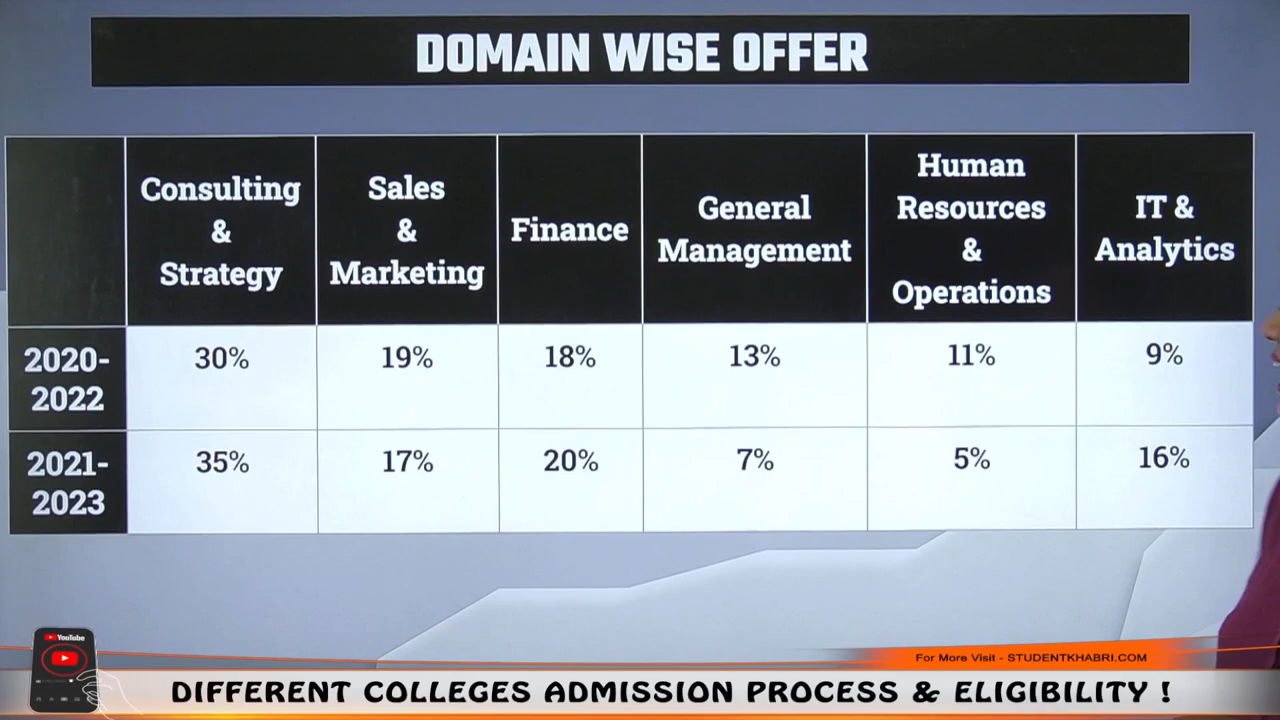 DOMAIN WISE OFFER
Consulting
&
Strategy
Sales
&
Marketing
Finance
General
Management
Human
Resources
&
Operations
IT &
Analytics
2020-
2022
30%
19%
18%
13%
11%
9%
2021-
2023
35%
17%
20%
7%
5%
16%
YouTube
For More Visit - STUDENTKHABRI.COM
DIFFERENT COLLEGES ADMISSION PROCESS & ELIGIBILITY !